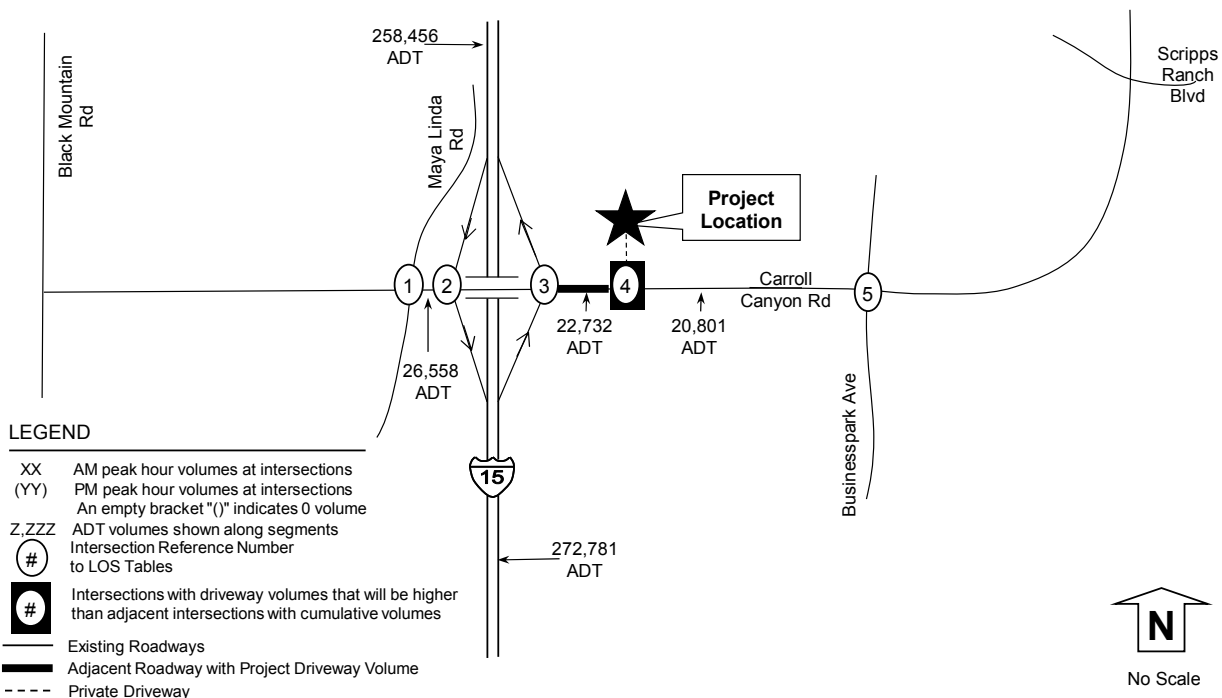 258,456
ADT
Scripps
Ranch
Blvd
Black Mountain
Rd
Maya Linda
Rd
Project
Location
1
2
3
4
5
Carroll
Canyon Rd
22,732
ADT
20,801
ADT
26,558
ADT
Businesspark Ave
LEGEND
XX AM peak hour volumes at intersections
(YY) PM peak hour volumes at intersections
An empty bracket "()" indicates 0 volume
Z,ZZZ ADT volumes shown along segments
# Intersection Reference Number
to LOS Tables
# Intersections with driveway volumes that will be higher
than adjacent intersections with cumulative volumes
Existing Roadways
Adjacent Roadway with Project Driveway Volume
Private Driveway
15
272,781
ADT
N
No Scale